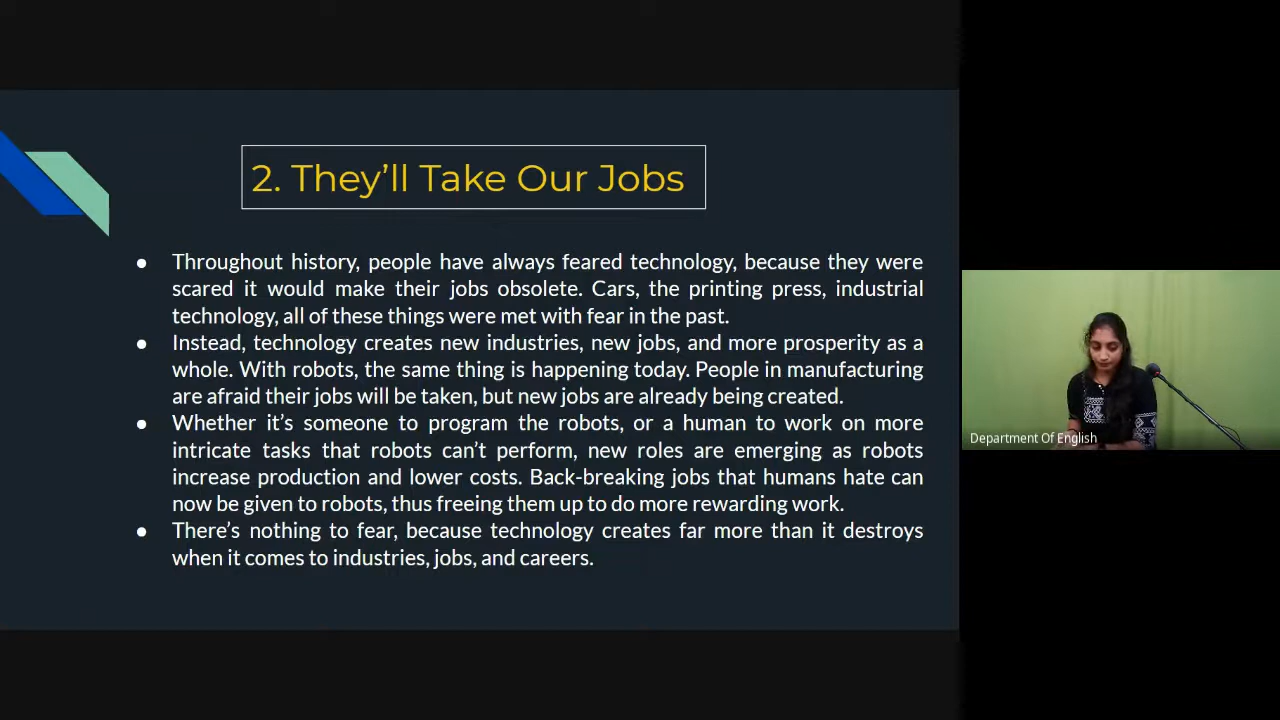 2. They’ll Take Our Jobs
● Throughout history, people have always feared technology, because they were
scared it would make their jobs obsolete. Cars, the printing press, industrial
technology, all of these things were met with fear in the past.
● Instead, technology creates new industries, new jobs, and more prosperity as a
whole. With robots, the same thing is happening today. People in manufacturing
are afraid their jobs will be taken, but new jobs are already being created.
● Whether it’s someone to program the robots, or a human to work on more
intricate tasks that robots can’t perform, new roles are emerging as robots
increase production and lower costs. Back-breaking jobs that humans hate can
now be given to robots, thus freeing them up to do more rewarding work.
● There’s nothing to fear, because technology creates far more than it destroys
when it comes to industries, jobs, and careers.
Department Of English